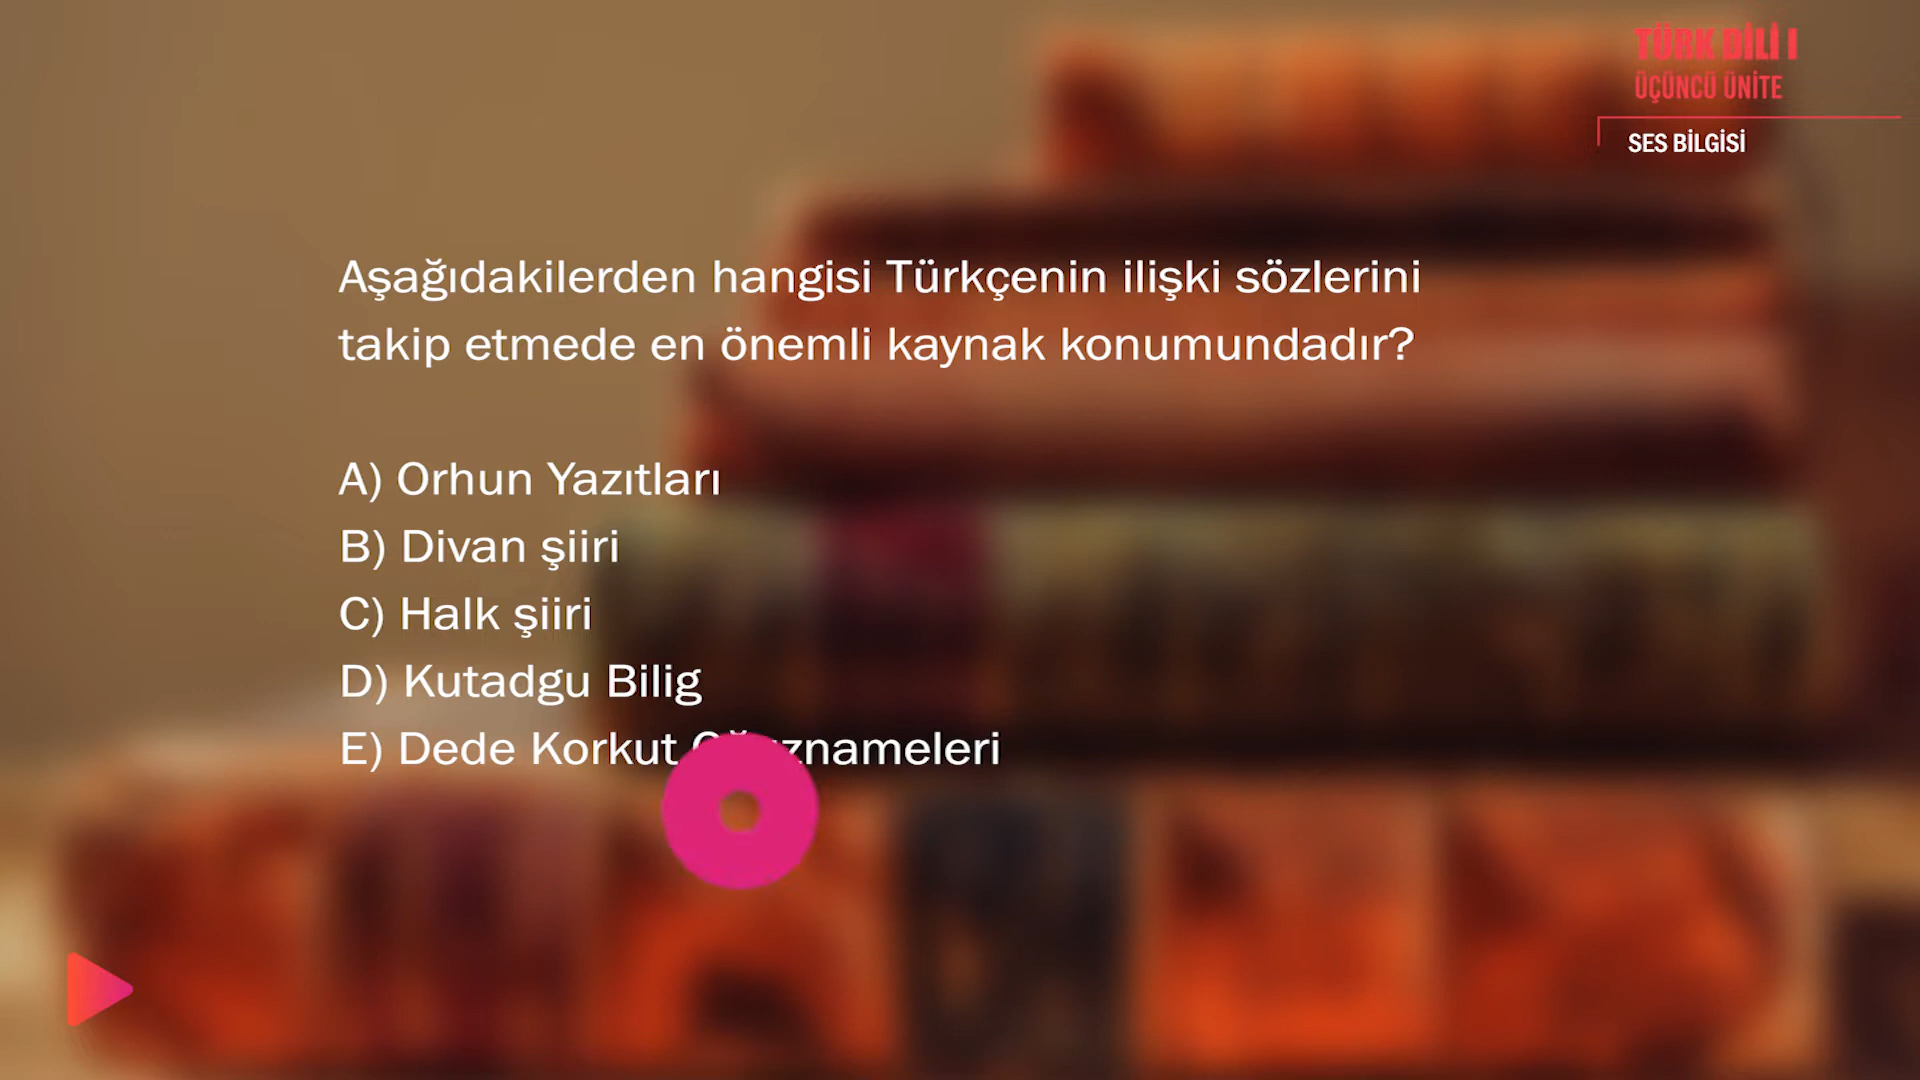 TÜRK DİLİ I
ÜÇÜNCÜ ÜNİTE
SES BİLGİSİ
Aşağıdakilerden hangisi Türkçenin ilişki sözlerini
takip etmede en önemli kaynak konumundadır?
A) Orhun Yazıtları
B) Divan şiiri
C) Halk şiiri
D) Kutadgu Bilig
E) Dede Korkut